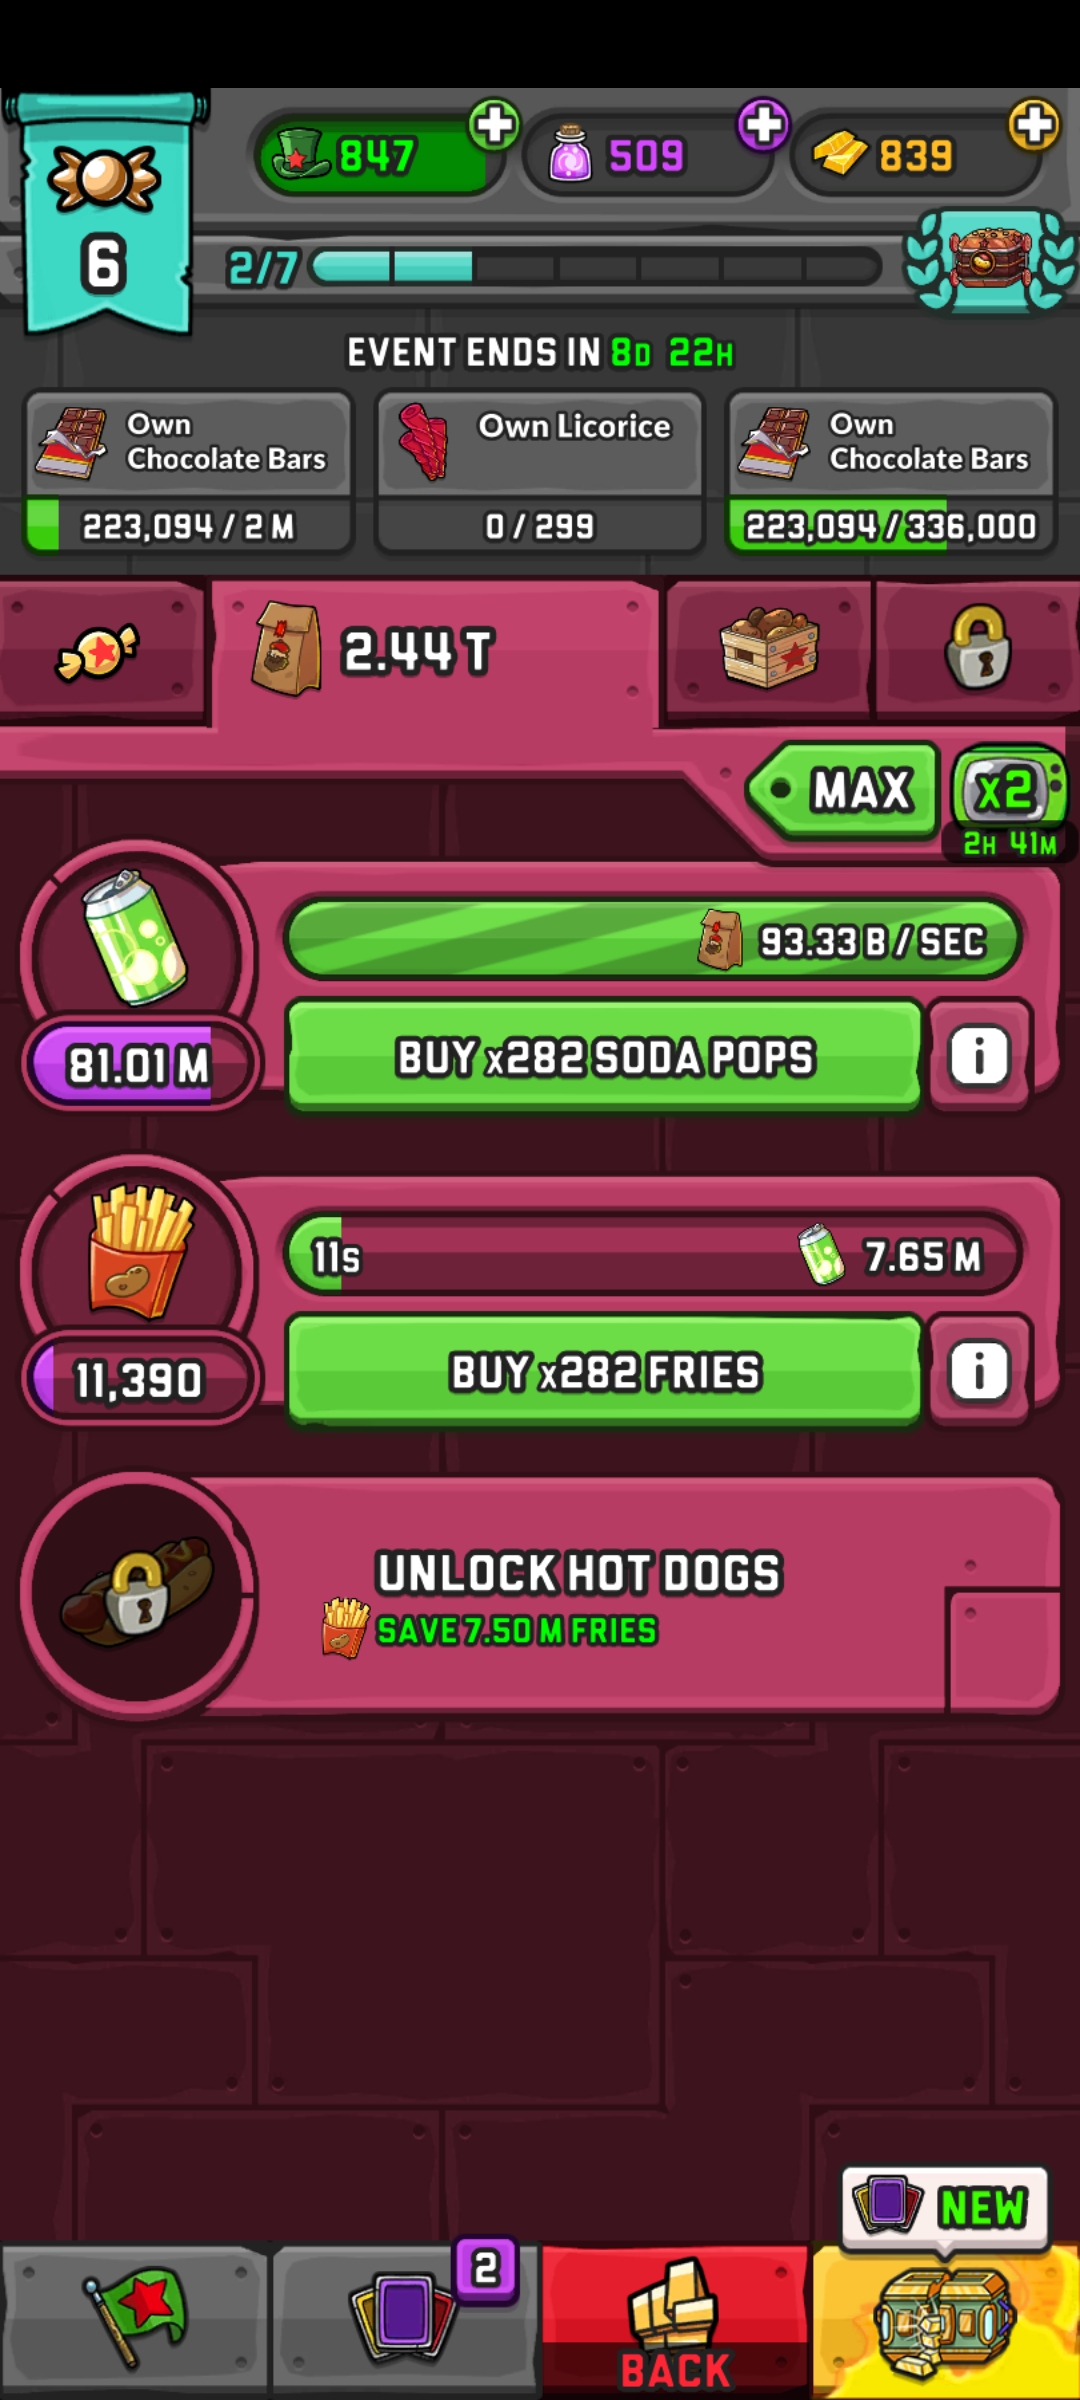 847
509
839
6
2/7
EVENT ENDS IN 8D 22H
Own
Chocolate Bars
223,094 / 2 M
Own Licorice
0 / 299
Own
Chocolate Bars
223,094 / 336,000
2.44 T
MAX
x2
2H 41M
93.33 B / SEC
81.01 M
BUY x282 SODA POPS
i
11s
7.65 M
11,390
BUY x282 FRIES
i
UNLOCK HOT DOGS
SAVE 7.50 M FRIES
NEW
2
BACK